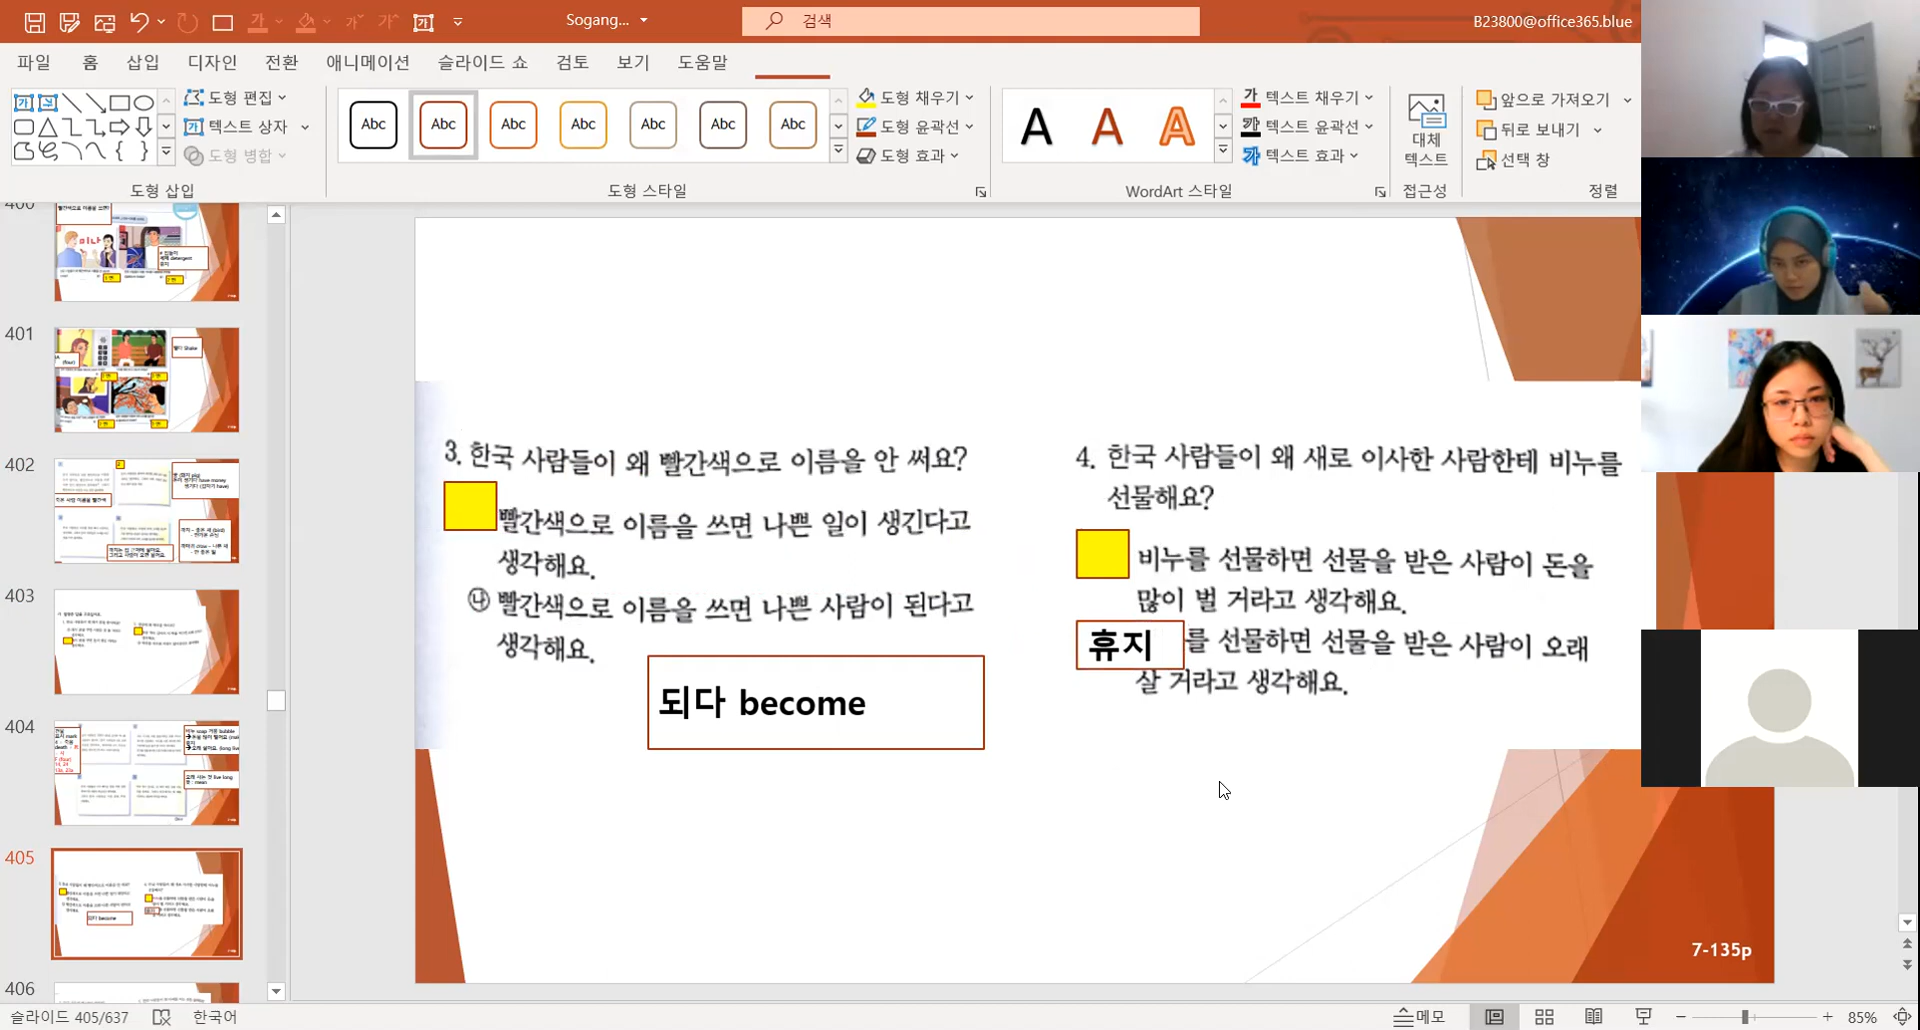 Sogang...
검색
B23800@office365.blue
파일 홈 삽입 디자인 전환 애니메이션 슬라이드 쇼 검토 보기 도움말
도형 편집
텍스트 상자
도형 병합
도형 삽입
Abc Abc Abc Abc Abc Abc Abc
도형 채우기
도형 윤곽선
도형 효과
도형 스타일
A A A
텍스트 채우기
텍스트 윤곽선
텍스트 효과
WordArt 스타일
대체
텍스트
접근성
앞으로 가져오기
뒤로 보내기
선택 창
정렬
400
401
402
403
404
405
406
3. 한국 사람들이 왜 빨간색으로 이름을 안 써요?
빨간색으로 이름을 쓰면 나쁜 일이 생긴다고
생각해요.
㉯ 빨간색으로 이름을 쓰면 나쁜 사람이 된다고
생각해요.
되다 become
4. 한국 사람들이 왜 새로 이사한 사람한테 비누를
선물해요?
비누를 선물하면 선물을 받은 사람이 돈을
많이 벌 거라고 생각해요.
휴지를 선물하면 선물을 받은 사람이 오래
살 거라고 생각해요.
7-135p
슬라이드 405/637
한국어
메모
85%